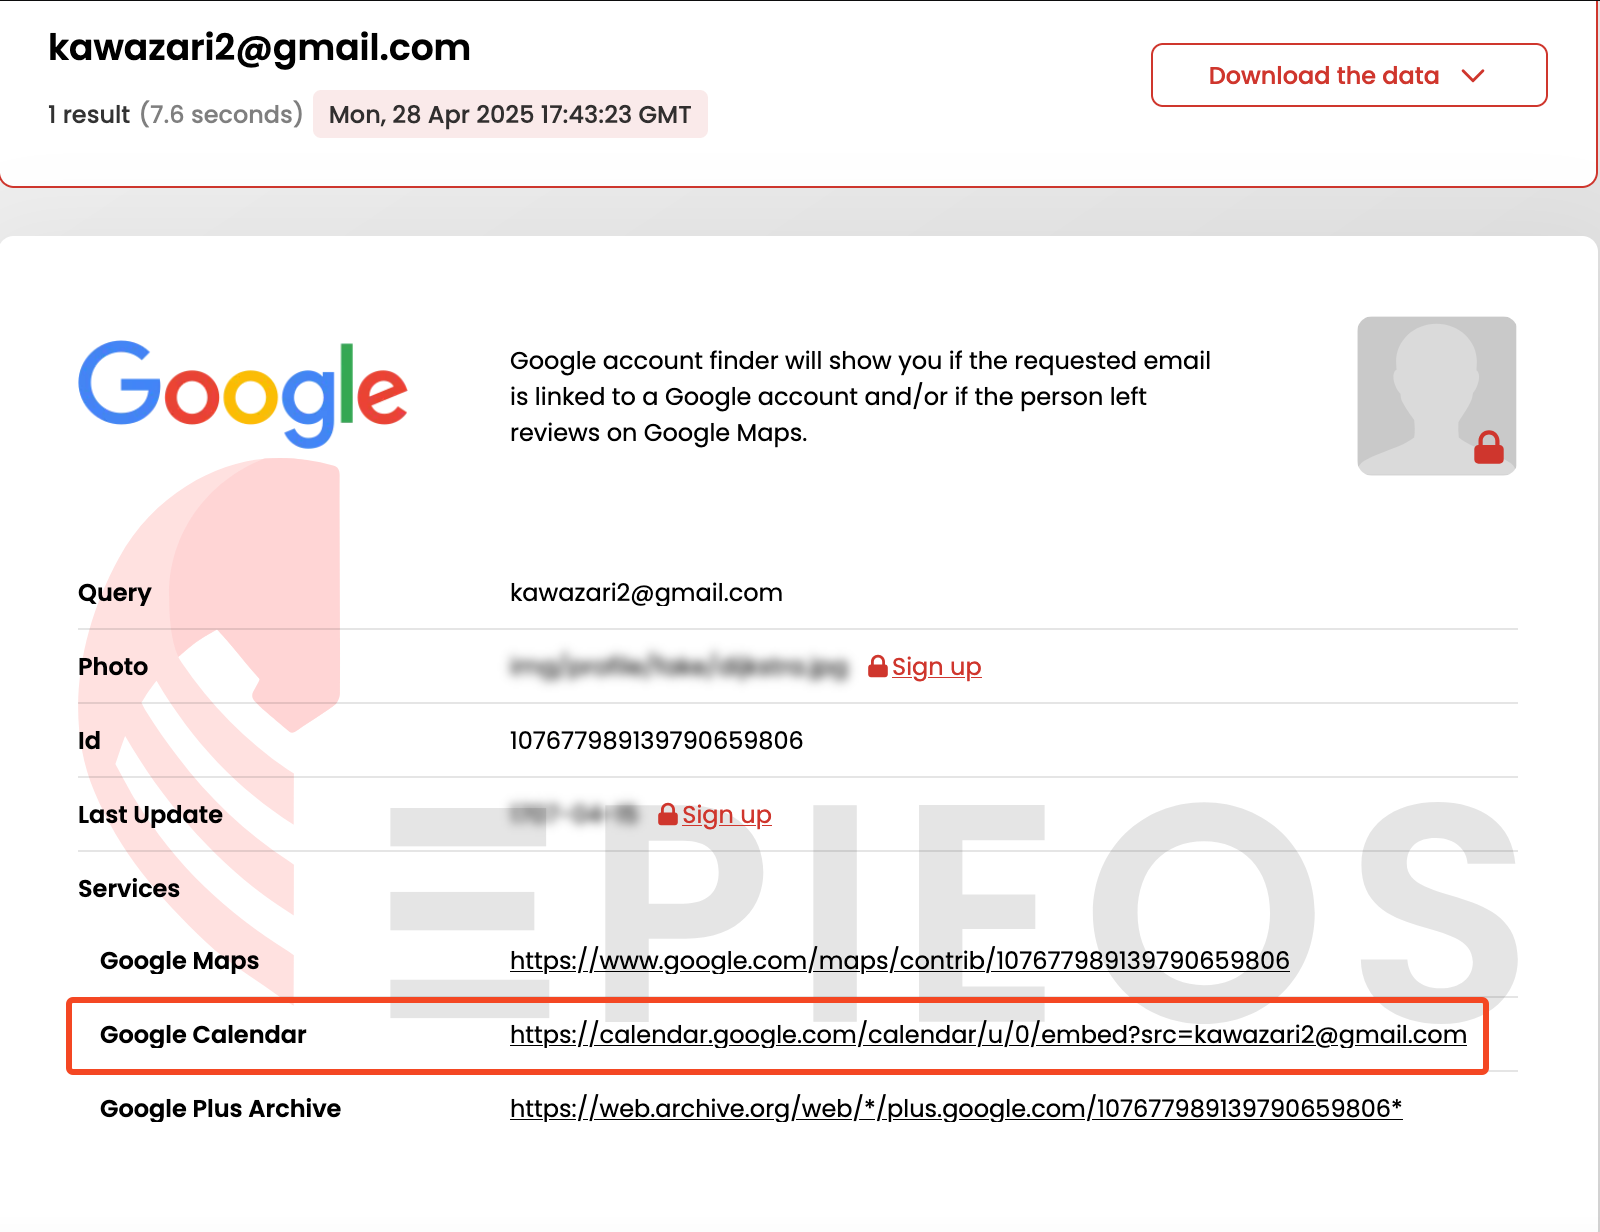 kawazari2@gmail.com
Download the data
1 result (7.6 seconds) Mon, 28 Apr 2025 17:43:23 GMT
Google
Google account finder will show you if the requested email
is linked to a Google account and/or if the person left
reviews on Google Maps.
Query kawazari2@gmail.com
Photo Sign up
Id 107677989139790659806
Last Update Sign up
Services
EPIEOS
Google Maps https://www.google.com/maps/contrib/107677989139790659806
Google Calendar https://calendar.google.com/calendar/u/0/embed?src=kawazari2@gmail.com
Google Plus Archive https://web.archive.org/web/*/plus.google.com/107677989139790659806*